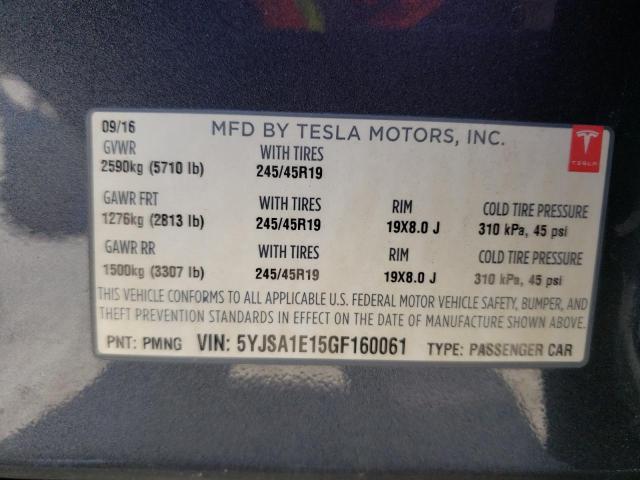 09/16 MFD BY TESLA MOTORS, INC.
GVWR WITH TIRES
2590kg (5710 lb) 245/45R19
TESLA
GAWR FRT WITH TIRES RIM COLD TIRE PRESSURE
1276kg (2813 lb) 245/45R19 19X8.0 J 310 kPa, 45 psi
GAWR RR WITH TIRES RIM COLD TIRE PRESSURE
1500kg (3307 lb) 245/45R19 19X8.0 J 310 kPa, 45 psi
THIS VEHICLE CONFORMS TO ALL APPLICABLE U.S. FEDERAL MOTOR VEHICLE SAFETY, BUMPER, AND
THEFT PREVENTION STANDARDS IN EFFECT ON THE DATE OF MANUFACTURE SHOWN ABOVE.
PNT: PMNG VIN: 5YJSA1E15GF160061 TYPE: PASSENGER CAR